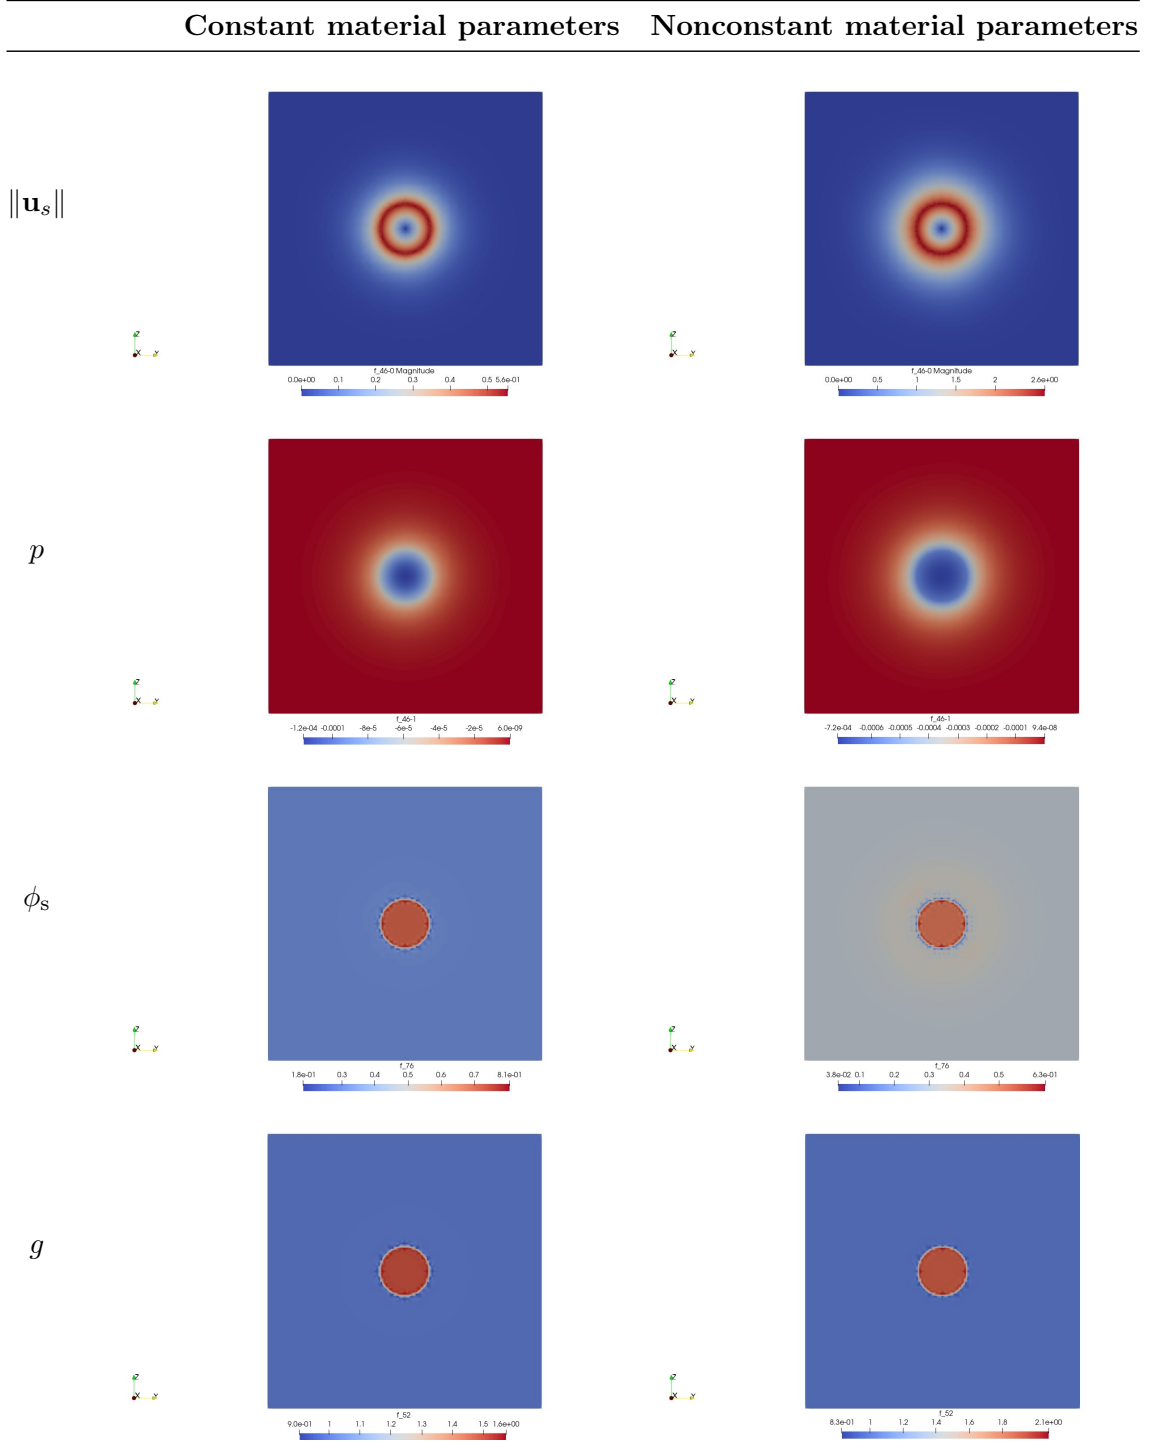 Constant material parameters Nonconstant material parameters
‖u_s‖
Z X Y
Z X Y
f_46-0 Magnitude
0.0e+00 0.1 0.2 0.3 0.4 0.5 5.6e-01
f_46-0 Magnitude
0.0e+00 0.5 1 1.5 2 2.6e+00
p
Z X Y
Z X Y
f_46-1
-1.2e-04 -0.0001 -8e-5 -6e-5 -4e-5 -2e-5 6.0e-09
f_46-1
-7.2e-04 -0.0006 -0.0005 -0.0004 -0.0003 -0.0002 -0.0001 9.4e-08
ϕ_s
Z X Y
Z X Y
f_76
1.8e-01 0.3 0.4 0.5 0.6 0.7 8.1e-01
f_76
3.8e-02 0.1 0.2 0.3 0.4 0.5 6.3e-01
g
Z X Y
Z X Y
f_52
9.0e-01 1 1.1 1.2 1.3 1.4 1.5 1.6e+00
f_52
8.3e-01 1 1.2 1.4 1.6 1.8 2.1e+00